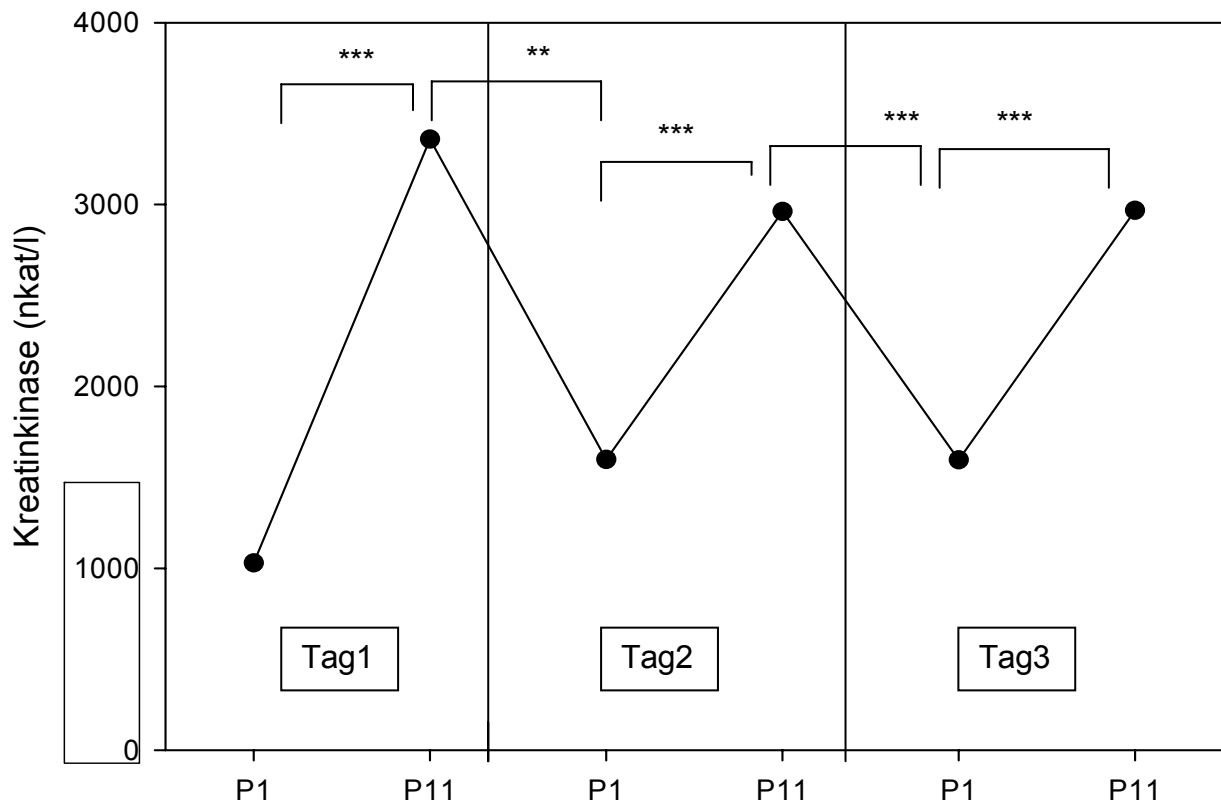 4000
3000
2000
1000
0
Kreatinkinase (nkat/l)
***
**
***
***
***
Tag1
Tag2
Tag3
P1
P11
P1
P11
P1
P11